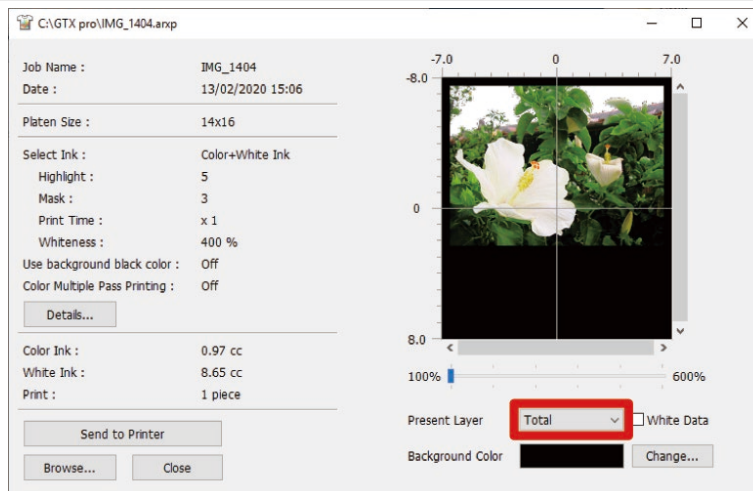 C:\GTX pro\IMG_1404.arxp
Job Name : IMG_1404
Date : 13/02/2020 15:06
Platen Size : 14x16
Select Ink : Color+White Ink
Highlight : 5
Mask : 3
Print Time : x 1
Whiteness : 400 %
Use background black color : Off
Color Multiple Pass Printing : Off
Details...
Color Ink : 0.97 cc
White Ink : 8.65 cc
Print : 1 piece
Send to Printer
Browse... Close
-7.0 0 7.0
-8.0
0
8.0
100% 600%
Present Layer Total White Data
Background Color Change...